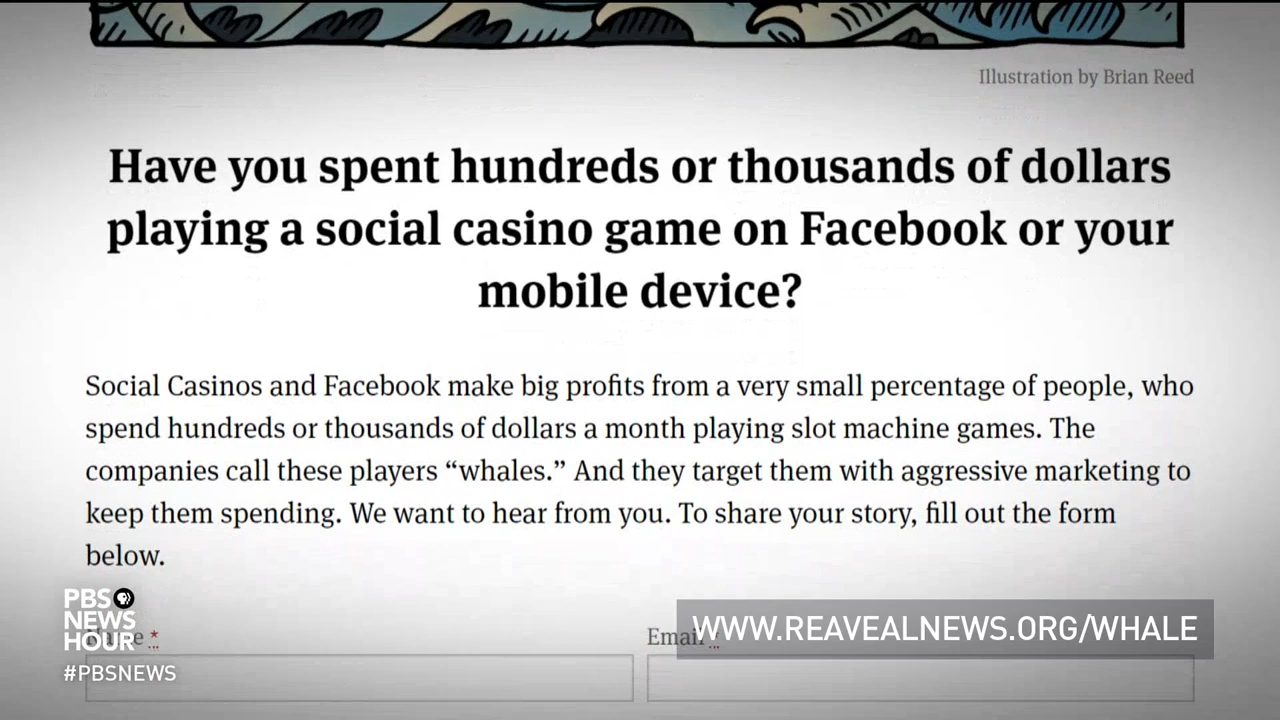 Illustration by Brian Reed
Have you spent hundreds or thousands of dollars
playing a social casino game on Facebook or your
mobile device?
Social Casinos and Facebook make big profits from a very small percentage of people, who
spend hundreds or thousands of dollars a month playing slot machine games. The
companies call these players “whales.” And they target them with aggressive marketing to
keep them spending. We want to hear from you. To share your story, fill out the form
below.
PBS
NEWS
HOUR
#PBSNEWS
Name *
Email *
WWW.REAVEALNEWS.ORG/WHALE